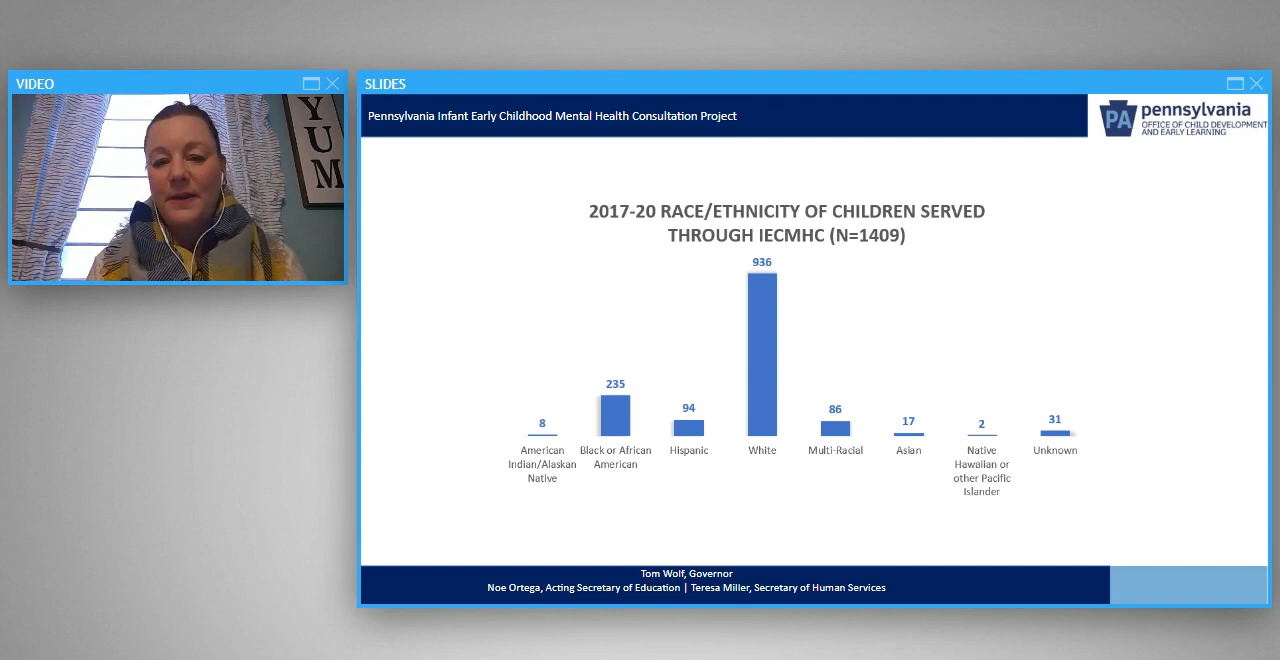 VIDEO
YUM
SLIDES
Pennsylvania Infant Early Childhood Mental Health Consultation Project
PA
pennsylvania
OFFICE OF CHILD DEVELOPMENT
AND EARLY LEARNING
2017-20 RACE/ETHNICITY OF CHILDREN SERVED
THROUGH IECMHC (N=1409)
8
235
94
936
86
17
2
31
American
Indian/Alaskan
Native
Black or African
American
Hispanic
White
Multi-Racial
Asian
Native
Hawaiian or
other Pacific
Islander
Unknown
Tom Wolf, Governor
Noe Ortega, Acting Secretary of Education | Teresa Miller, Secretary of Human Services